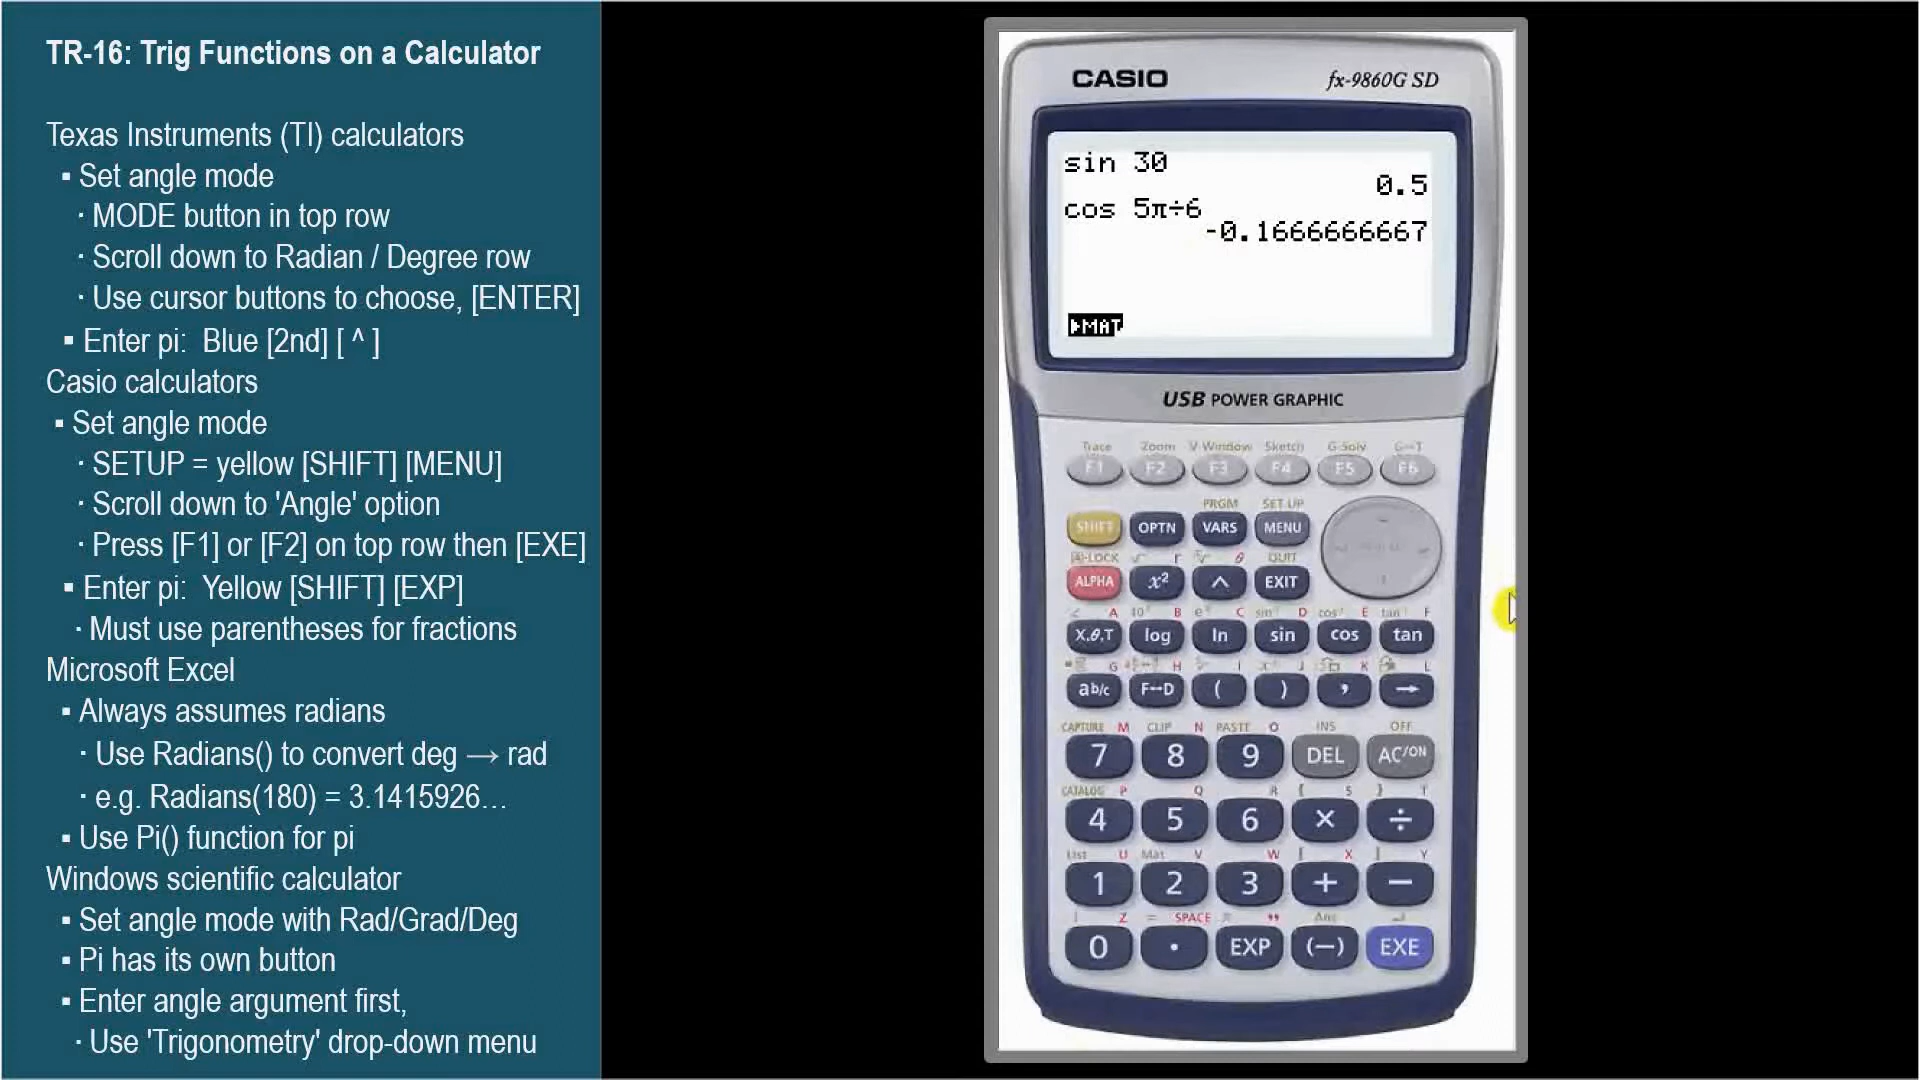 TR-16: Trig Functions on a Calculator
Texas Instruments (TI) calculators
▪ Set angle mode
· MODE button in top row
· Scroll down to Radian / Degree row
· Use cursor buttons to choose, [ENTER]
▪ Enter pi:  Blue [2nd] [ ^ ]
Casio calculators
▪ Set angle mode
· SETUP = yellow [SHIFT] [MENU]
· Scroll down to 'Angle' option
· Press [F1] or [F2] on top row then [EXE]
▪ Enter pi:  Yellow [SHIFT] [EXP]
· Must use parentheses for fractions
Microsoft Excel
▪ Always assumes radians
· Use Radians() to convert deg → rad
· e.g. Radians(180) = 3.1415926…
▪ Use Pi() function for pi
Windows scientific calculator
▪ Set angle mode with Rad/Grad/Deg
▪ Pi has its own button
▪ Enter angle argument first,
· Use 'Trigonometry' drop-down menu
CASIO fx-9860G SD
sin 30
0.5
cos 5π÷6
-0.1666666667
▶MAT
USB POWER GRAPHIC
Trace Zoom V-Window Sketch G-Solv G↔T
F1 F2 F3 F4 F5 F6
PRGM SET UP
SHIFT OPTN VARS MENU
A-LOCK r θ QUIT
ALPHA x² ^ EXIT
A B C D E F
X,θ,T log ln sin cos tan
G H I J K L
ab/c F↔D ( ) , →
CAPTURE M CLIP N PASTE O INS OFF
7 8 9 DEL AC/ON
CATALOG P Q R { S } T
4 5 6 × ÷
List U Mat V W [ X ] Y
1 2 3 + −
Z = SPACE π " Ans
0 · EXP (−) EXE